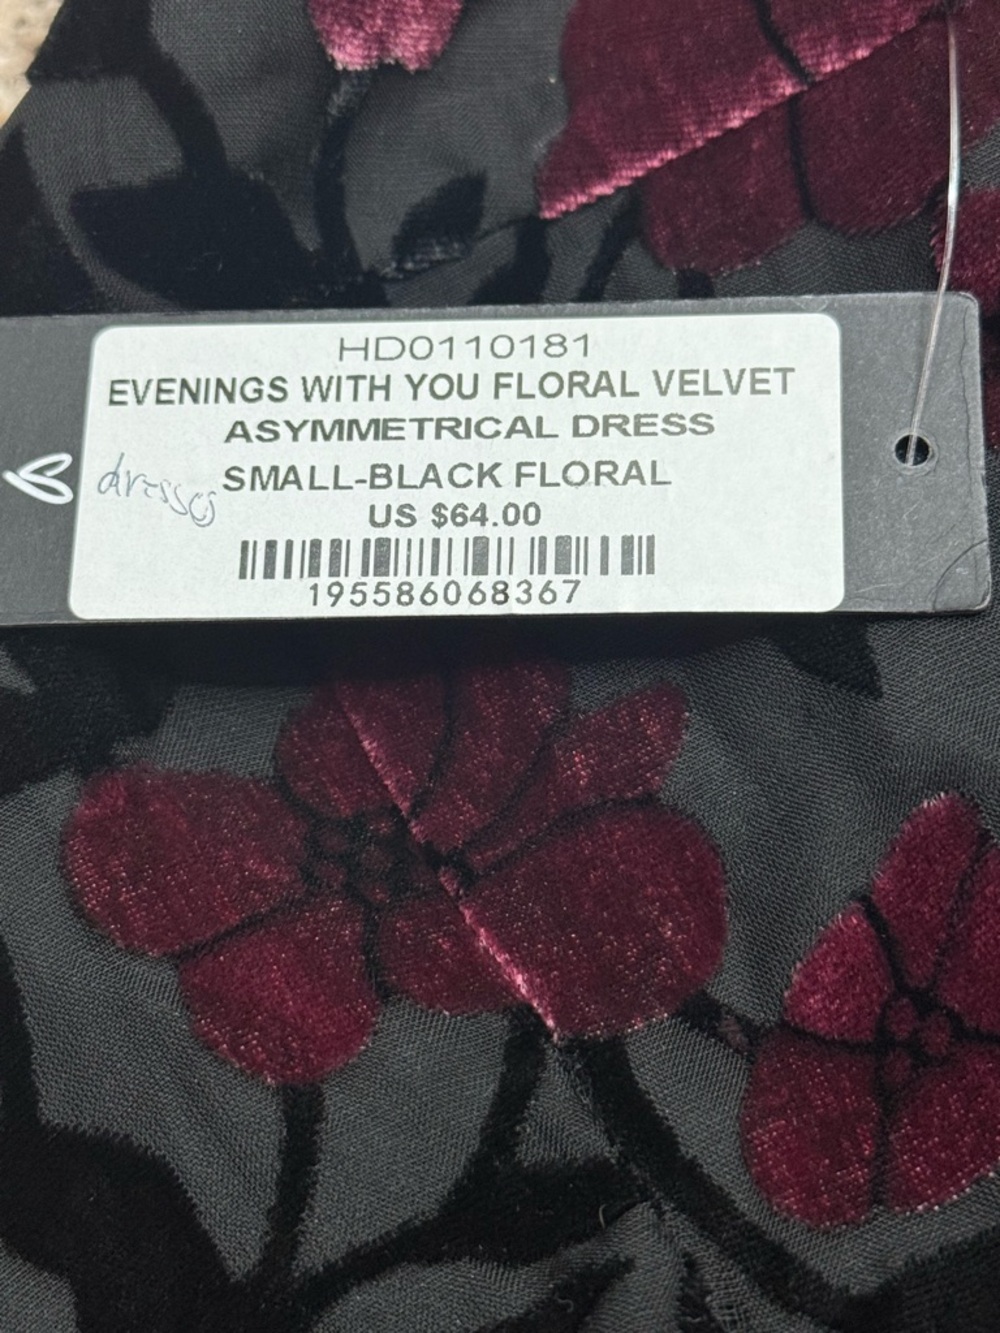 HD0110181
EVENINGS WITH YOU FLORAL VELVET
ASYMMETRICAL DRESS
dresses
SMALL-BLACK FLORAL
US $64.00
195586068367